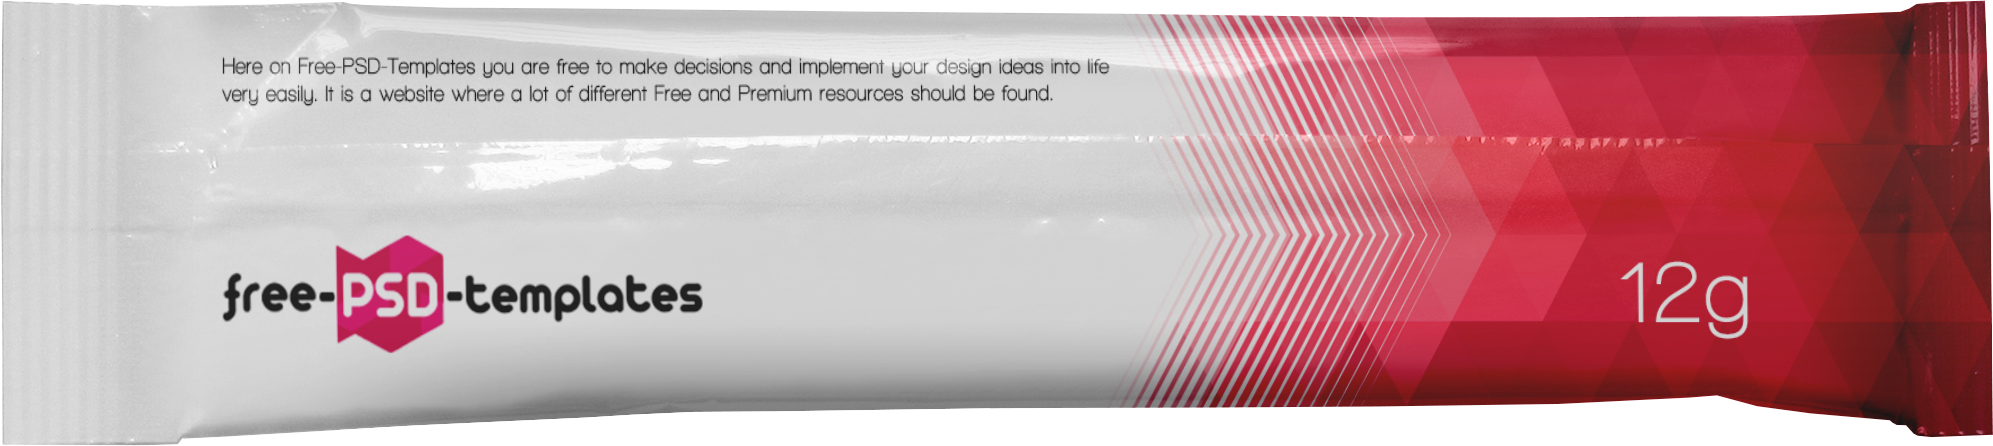 Here on Free-PSD-Templates you are free to make decisions and implement your design ideas into life
very easily. It is a website where a lot of different Free and Premium resources should be found.
free-PSD-templates
12g